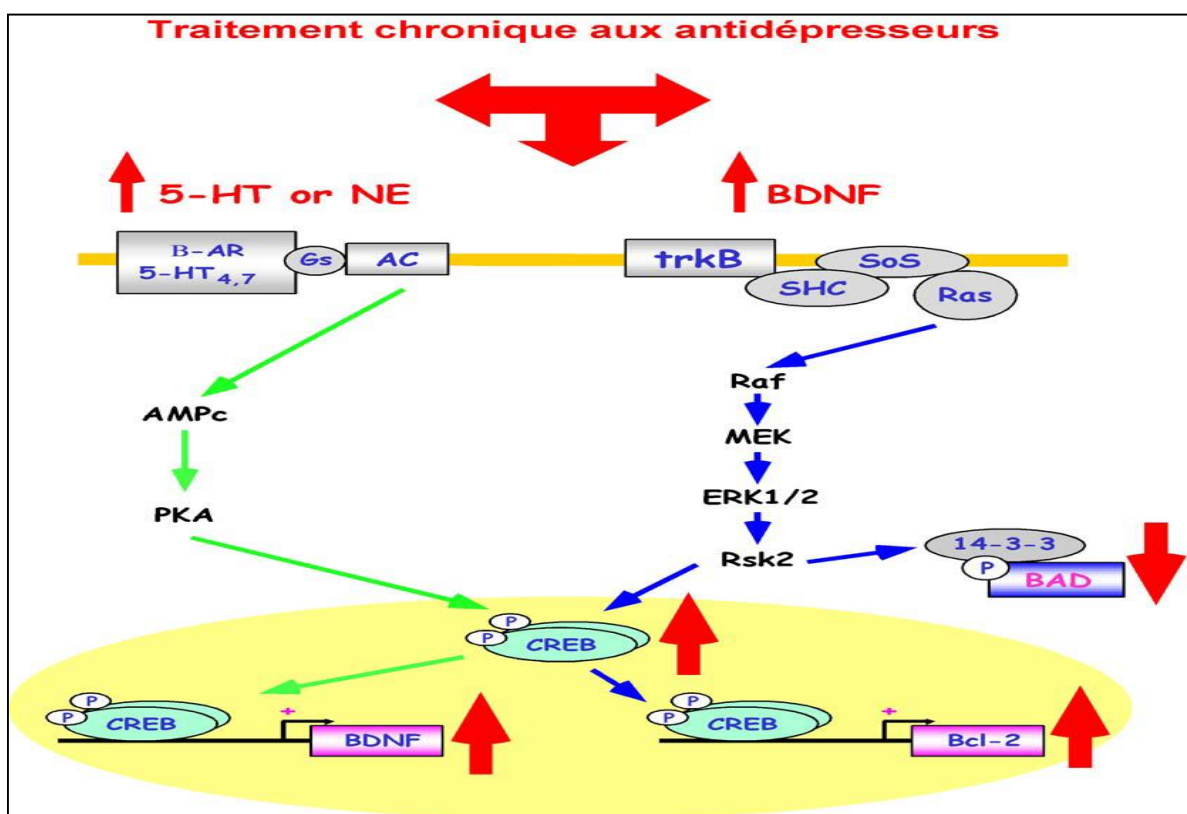 Traitement chronique aux antidépresseurs
5-HT or NE
BDNF
B-AR
5-HT4,7
Gs
AC
trkB
SHC
SoS
Ras
AMPc
PKA
Raf
MEK
ERK1/2
Rsk2
14-3-3
P
BAD
P
P
CREB
P
P
CREB
+
BDNF
P
P
CREB
+
Bcl-2